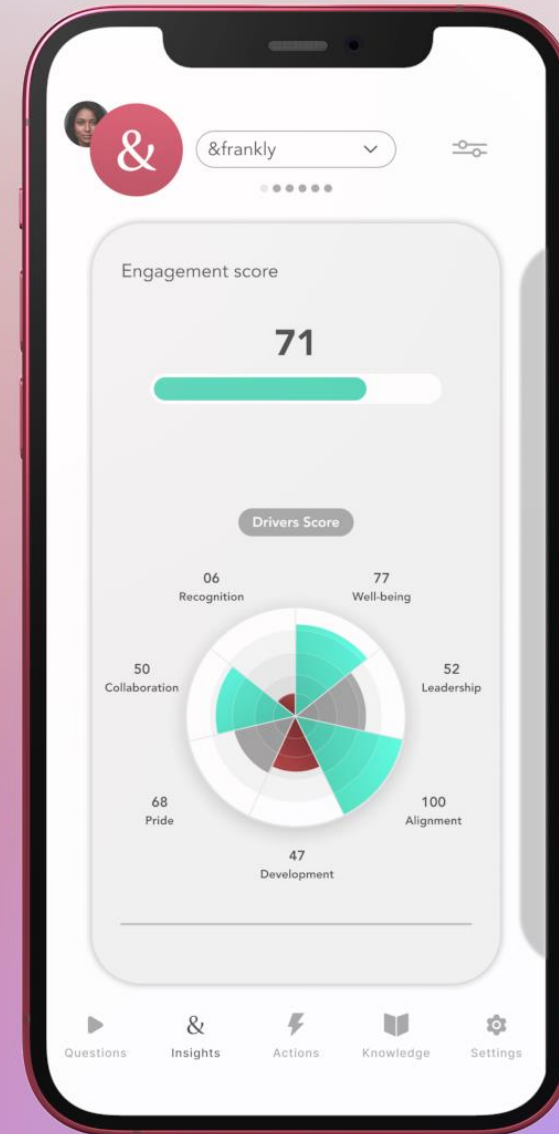 &
&frankly
Engagement score
71
Drivers Score
06
Recognition
77
Well-being
50
Collaboration
52
Leadership
68
Pride
100
Alignment
47
Development
&
Questions
Insights
Actions
Knowledge
Settings